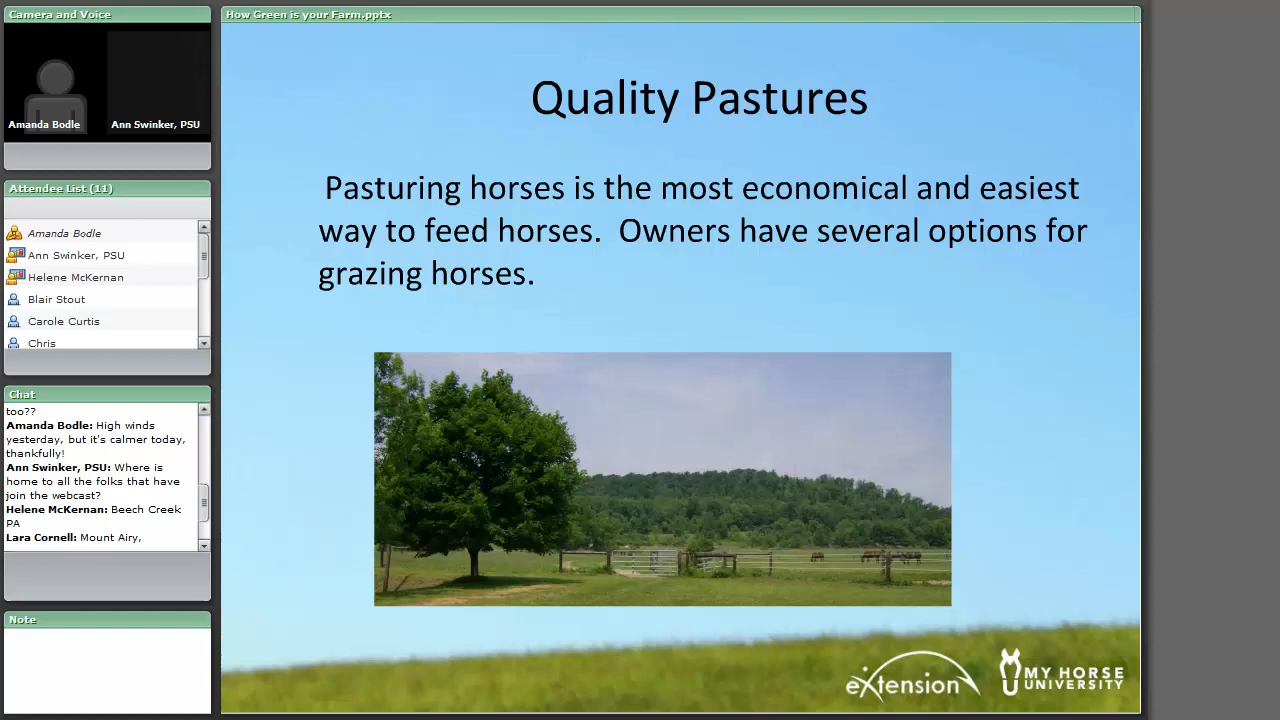 Camera and Voice
Amanda Bodle
Ann Swinker, PSU
Attendee List (11)
Amanda Bodle
Ann Swinker, PSU
Helene McKernan
Blair Stout
Carole Curtis
Chris
Chat
too??
Amanda Bodle: High winds
yesterday, but it's calmer today,
thankfully!
Ann Swinker, PSU: Where is
home to all the folks that have
join the webcast?
Helene McKernan: Beech Creek
PA
Lara Cornell: Mount Airy,
Note
How Green is your Farm.pptx
Quality Pastures
Pasturing horses is the most economical and easiest
way to feed horses.  Owners have several options for
grazing horses.
eXtension
MY HORSE
UNIVERSITY